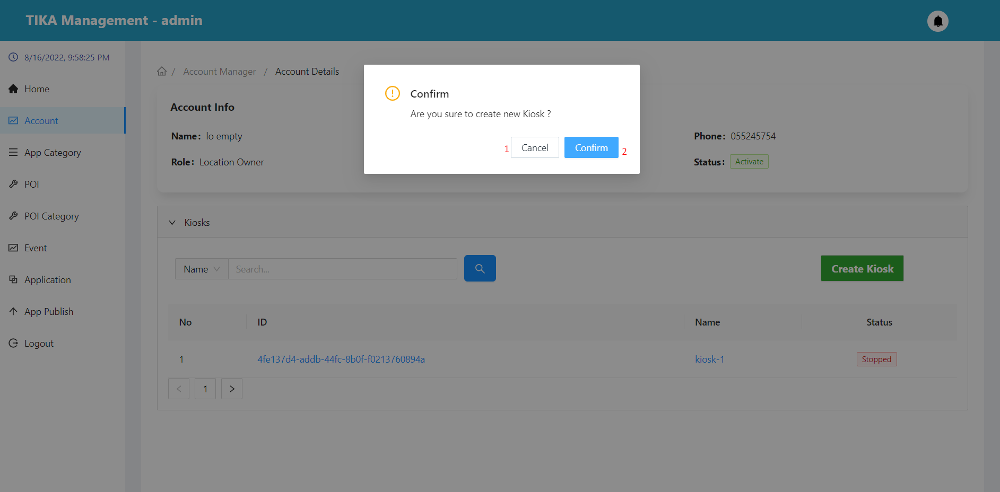 TIKA Management - admin
8/16/2022, 9:58:25 PM
Home
Account
App Category
POI
POI Category
Event
Application
App Publish
Logout
/ Account Manager / Account Details
Account Info
Name: lo empty
Phone: 055245754
Role: Location Owner
Status: Activate
Confirm
Are you sure to create new Kiosk ?
1 Cancel Confirm 2
Kiosks
Name Search... Create Kiosk
No ID Name Status
1 4fe137d4-addb-44fc-8b0f-f0213760894a kiosk-1 Stopped
< 1 >